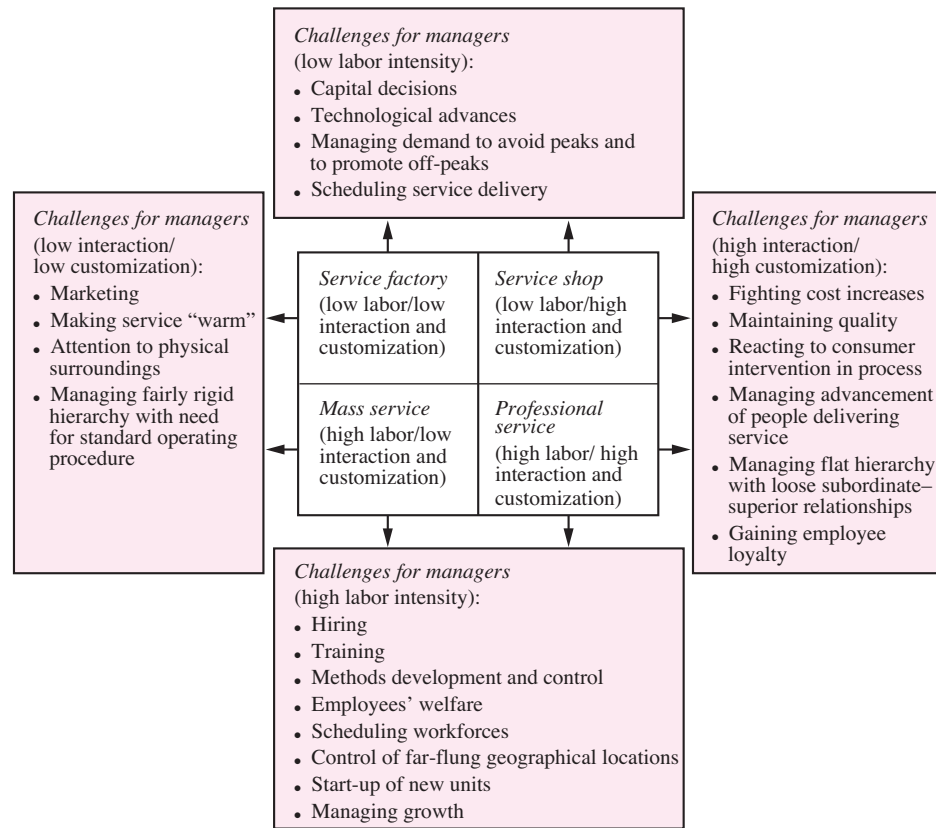 Challenges for managers
(low labor intensity):
• Capital decisions
• Technological advances
• Managing demand to avoid peaks and
to promote off-peaks
• Scheduling service delivery
Challenges for managers
(low interaction/
low customization):
• Marketing
• Making service “warm”
• Attention to physical
surroundings
• Managing fairly rigid
hierarchy with need
for standard operating
procedure
Service factory
(low labor/low
interaction and
customization)
Service shop
(low labor/high
interaction and
customization)
Mass service
(high labor/low
interaction and
customization)
Professional
service
(high labor/ high
interaction and
customization)
Challenges for managers
(high interaction/
high customization):
• Fighting cost increases
• Maintaining quality
• Reacting to consumer
intervention in process
• Managing advancement
of people delivering
service
• Managing flat hierarchy
with loose subordinate–
superior relationships
• Gaining employee
loyalty
Challenges for managers
(high labor intensity):
• Hiring
• Training
• Methods development and control
• Employees’ welfare
• Scheduling workforces
• Control of far-flung geographical locations
• Start-up of new units
• Managing growth